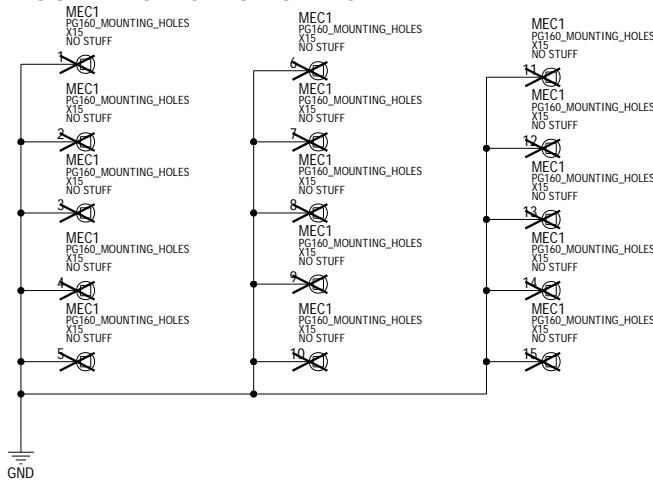 MEC1
PG160_MOUNTING_HOLES
X15
NO STUFF
1
MEC1
PG160_MOUNTING_HOLES
X15
NO STUFF
2
MEC1
PG160_MOUNTING_HOLES
X15
NO STUFF
3
MEC1
PG160_MOUNTING_HOLES
X15
NO STUFF
4
MEC1
PG160_MOUNTING_HOLES
X15
NO STUFF
5
GND
MEC1
PG160_MOUNTING_HOLES
X15
NO STUFF
6
MEC1
PG160_MOUNTING_HOLES
X15
NO STUFF
7
MEC1
PG160_MOUNTING_HOLES
X15
NO STUFF
8
MEC1
PG160_MOUNTING_HOLES
X15
NO STUFF
9
MEC1
PG160_MOUNTING_HOLES
X15
NO STUFF
10
MEC1
PG160_MOUNTING_HOLES
X15
NO STUFF
11
MEC1
PG160_MOUNTING_HOLES
X15
NO STUFF
12
MEC1
PG160_MOUNTING_HOLES
X15
NO STUFF
13
MEC1
PG160_MOUNTING_HOLES
X15
NO STUFF
14
MEC1
PG160_MOUNTING_HOLES
X15
NO STUFF
15